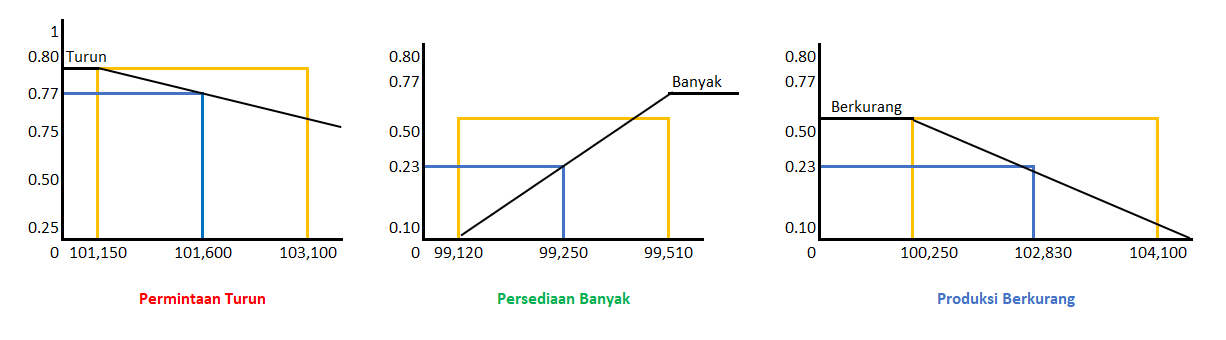 1
0.80
Turun
0.77
0.75
0.50
0.25
0 101,150 101,600 103,100
Permintaan Turun
0.80
0.77
Banyak
0.50
0.23
0.10
0 99,120 99,250 99,510
Persediaan Banyak
0.80
0.77
Berkurang
0.50
0.23
0.10
0 100,250 102,830 104,100
Produksi Berkurang